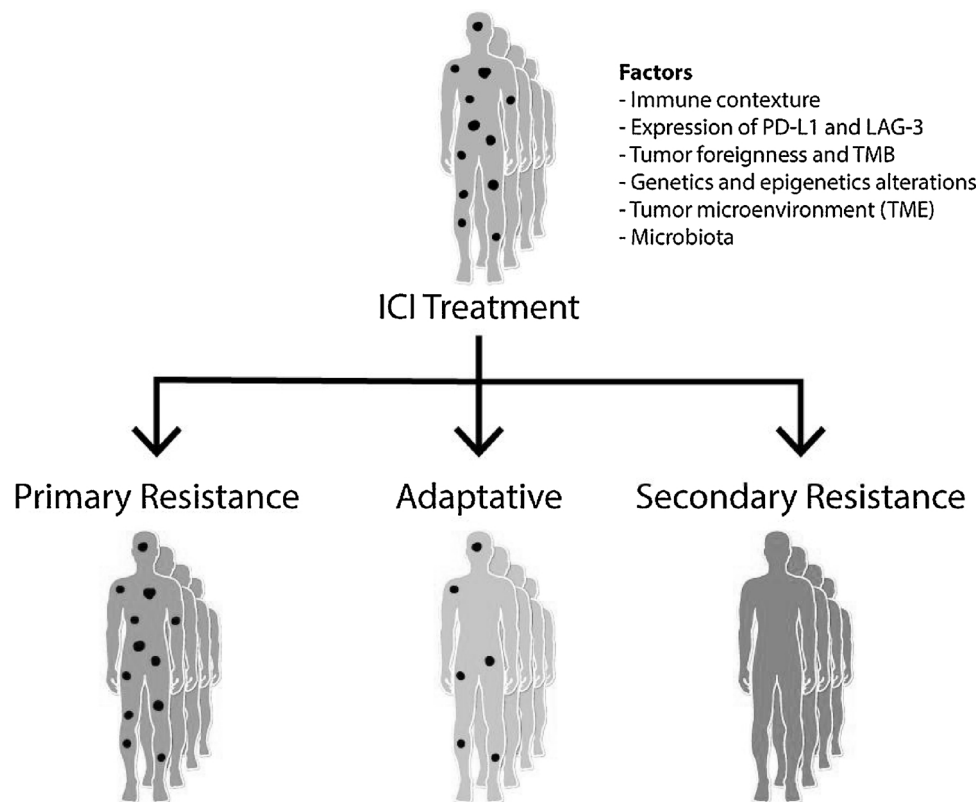 Factors
- Immune contexture
- Expression of PD-L1 and LAG-3
- Tumor foreignness and TMB
- Genetics and epigenetics alterations
- Tumor microenvironment (TME)
- Microbiota
ICI Treatment
Primary Resistance
Adaptative
Secondary Resistance